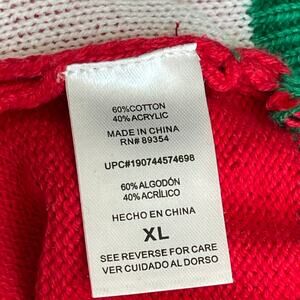 60%COTTON
40%ACRYLIC
MADE IN CHINA
RN# 89354
UPC#190744574698
60%ALGODÓN
40%ACRÍLICO
HECHO EN CHINA
XL
SEE REVERSE FOR CARE
VER CUIDADO AL DORSO